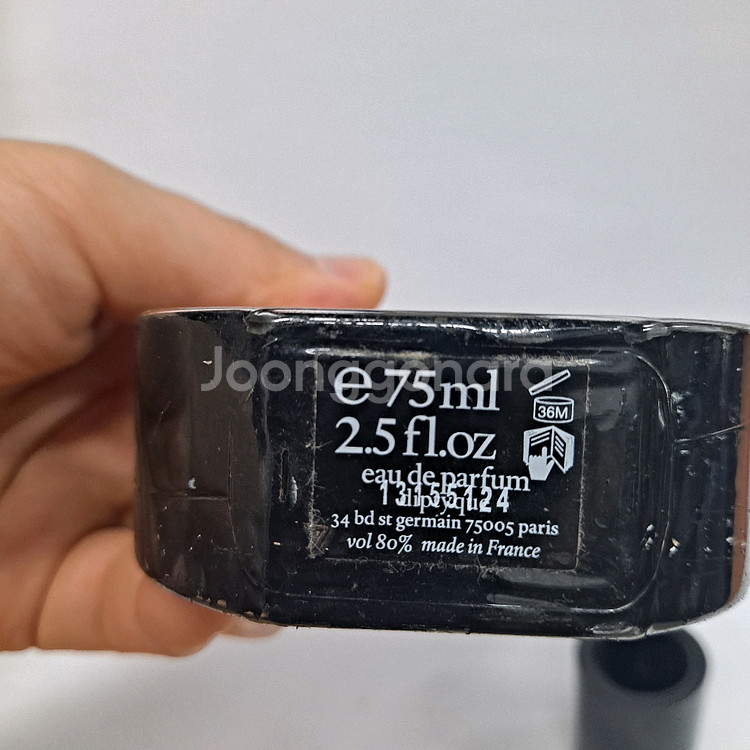 Joonggonara
e 75ml
36M
2.5 fl.oz
eau de parfum
diptyque
34 bd st germain 75005 paris
vol 80% made in France